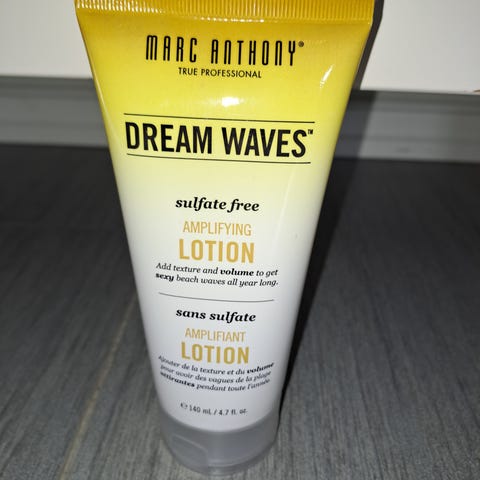 MARC ANTHONY®
TRUE PROFESSIONAL
DREAM WAVES™
sulfate free
AMPLIFYING
LOTION
Add texture and volume to get
sexy beach waves all year long.
sans sulfate
AMPLIFIANT
LOTION
Ajouter de la texture et du volume
pour avoir des vagues de la plage
attirantes pendant toute l'année.
℮ 140 mL / 4.7 fl. oz.